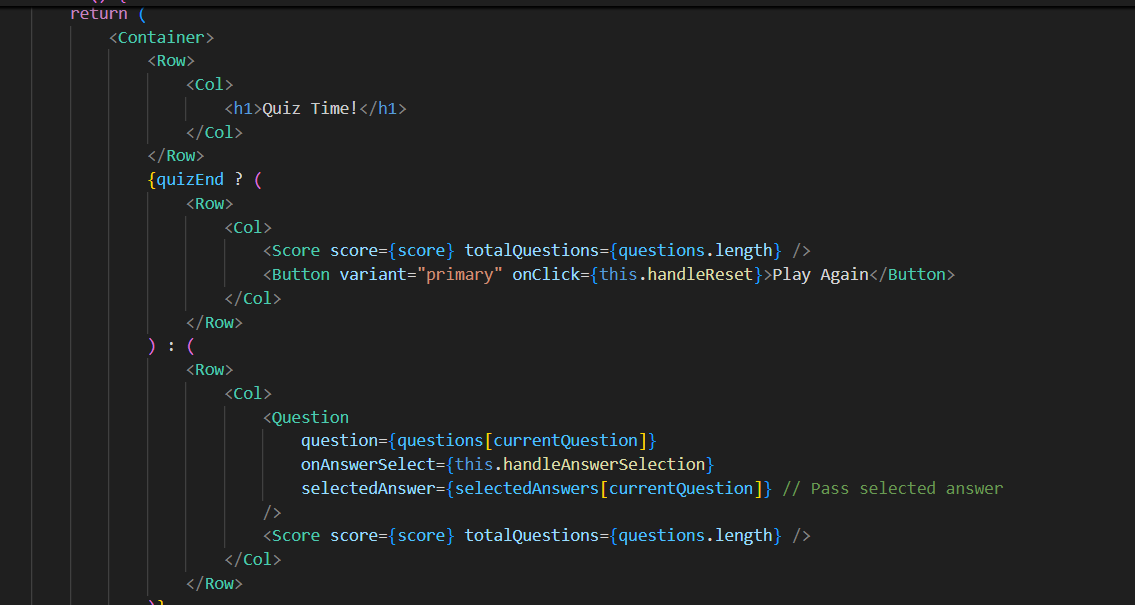 return (
<Container>
<Row>
<Col>
<h1>Quiz Time!</h1>
</Col>
</Row>
{quizEnd ? (
<Row>
<Col>
<Score score={score} totalQuestions={questions.length} />
<Button variant="primary" onClick={this.handleReset}>Play Again</Button>
</Col>
</Row>
) : (
<Row>
<Col>
<Question
question={questions[currentQuestion]}
onAnswerSelect={this.handleAnswerSelection}
selectedAnswer={selectedAnswers[currentQuestion]} // Pass selected answer
/>
<Score score={score} totalQuestions={questions.length} />
</Col>
</Row>
)}